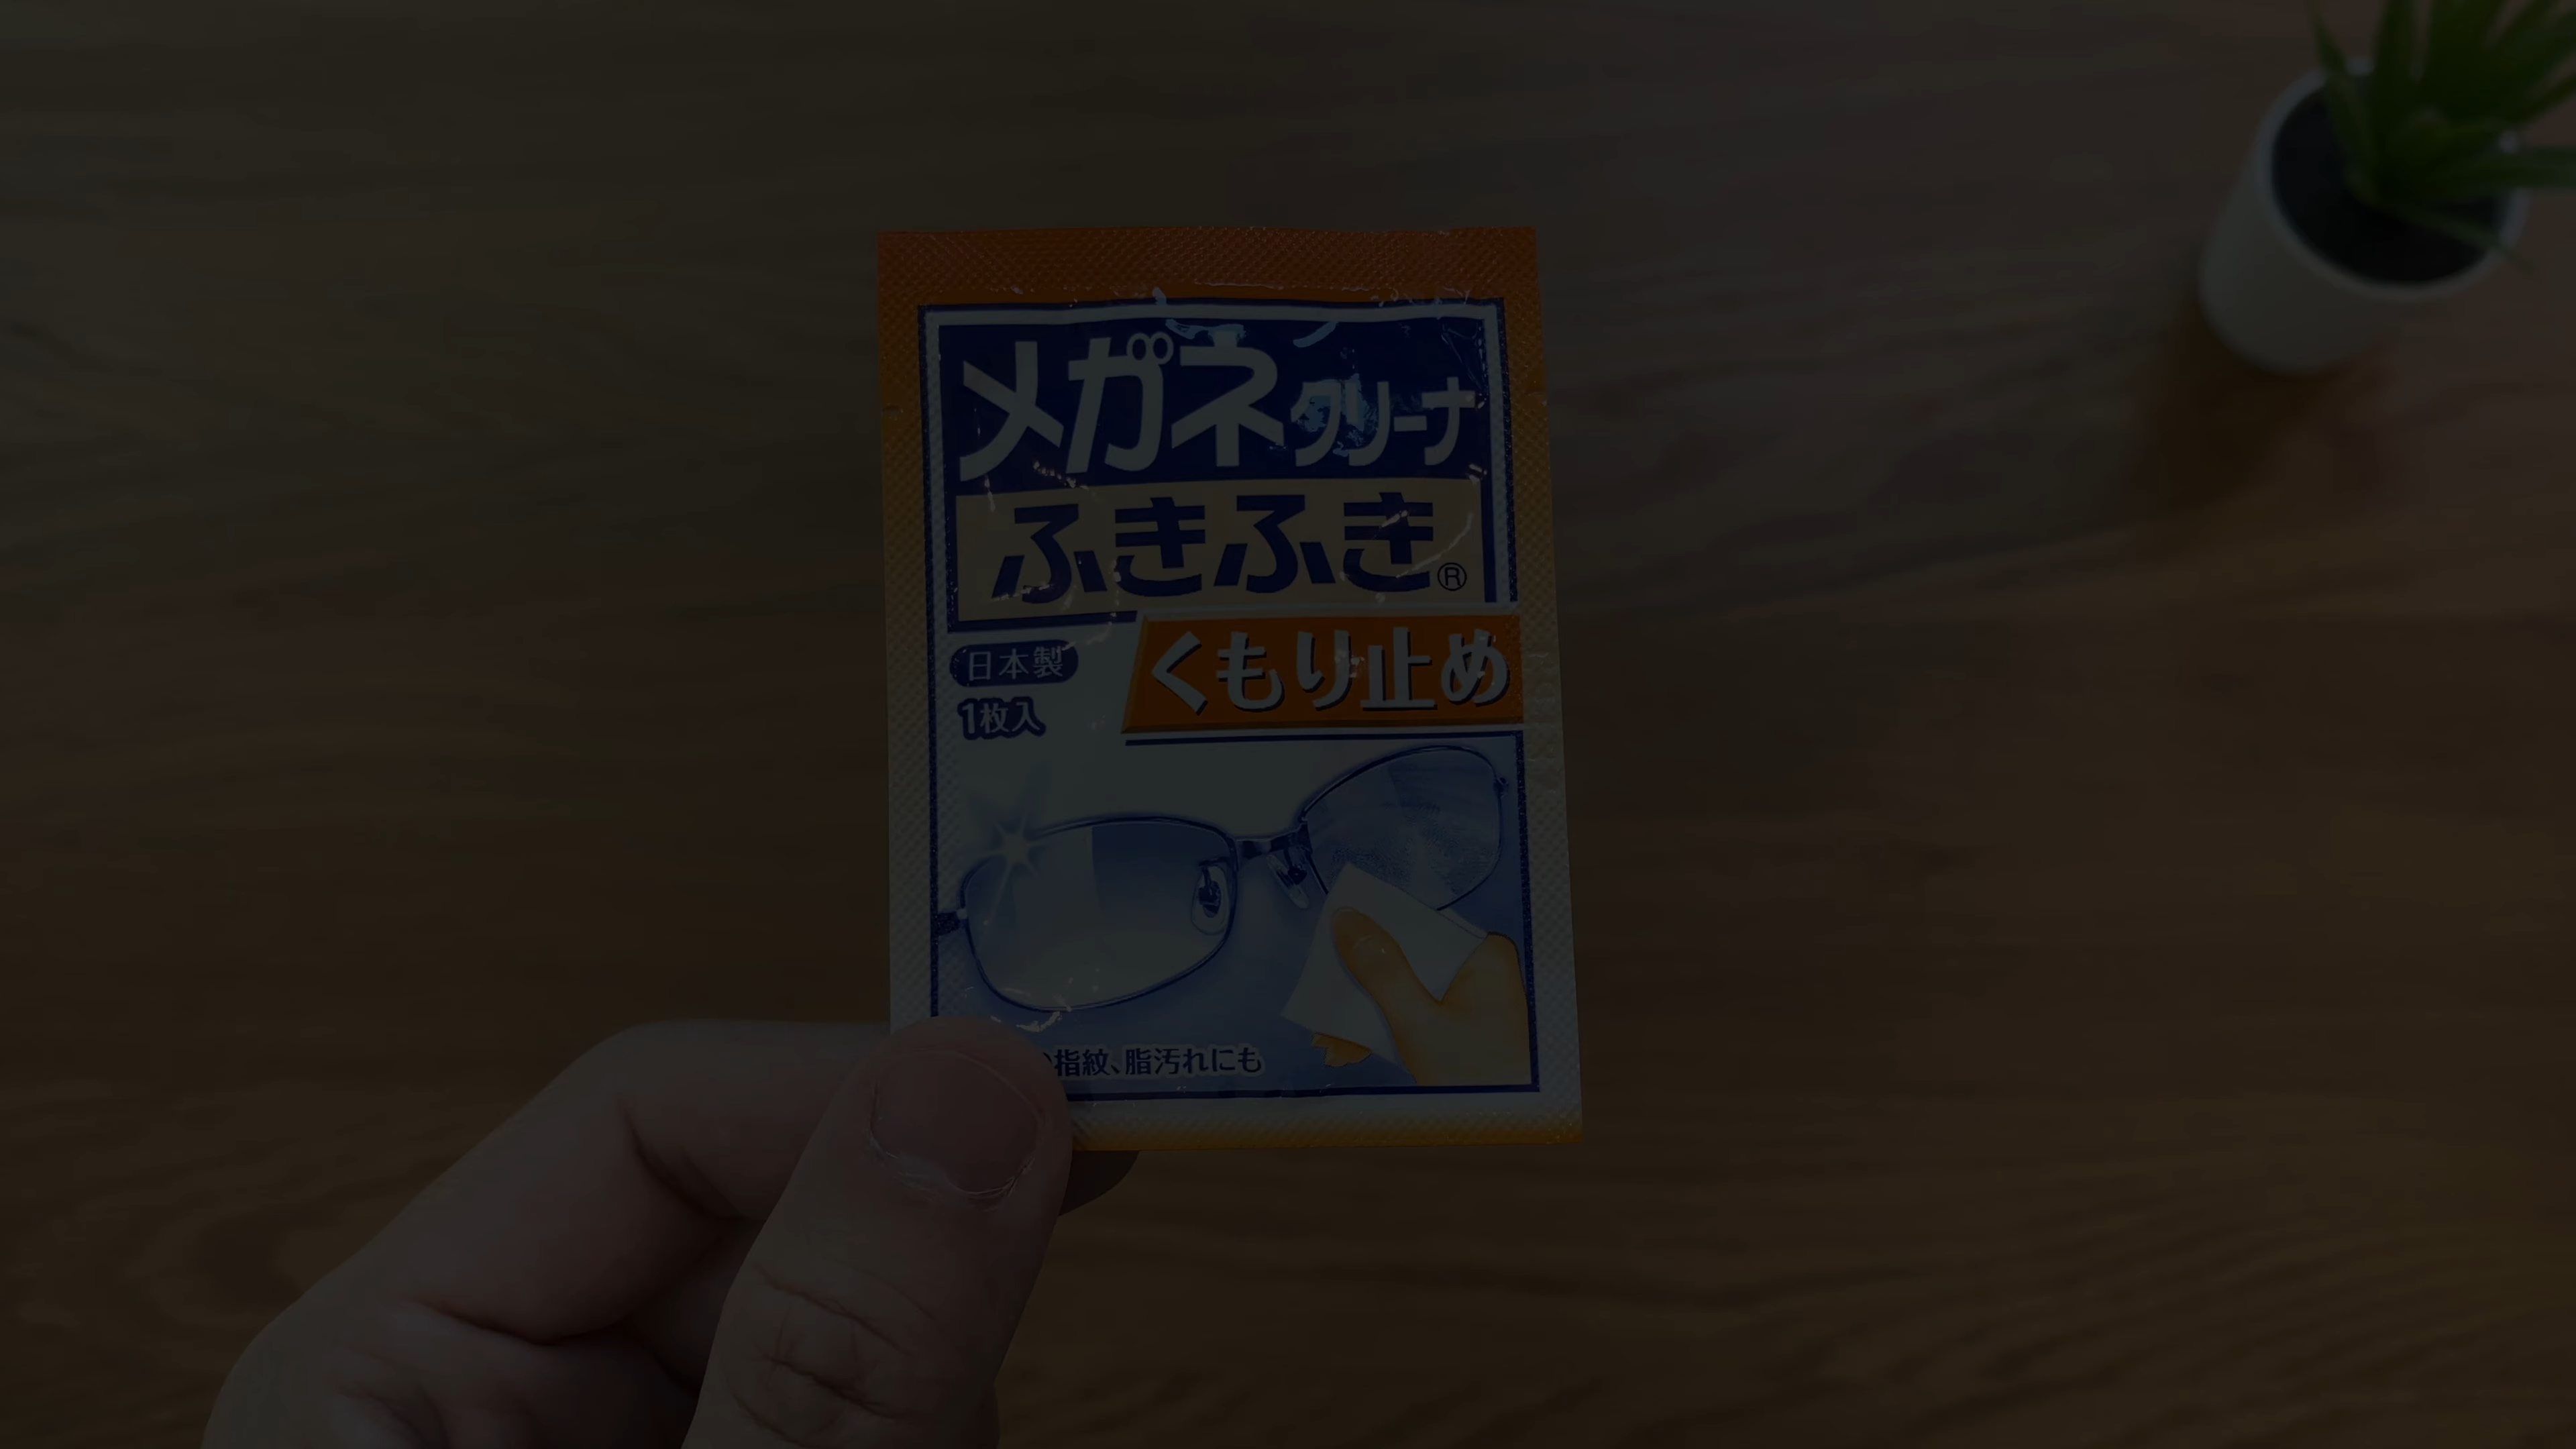 メガネクリーナ
ふきふき®
くもり止め
日本製
1枚入
指紋、脂汚れにも